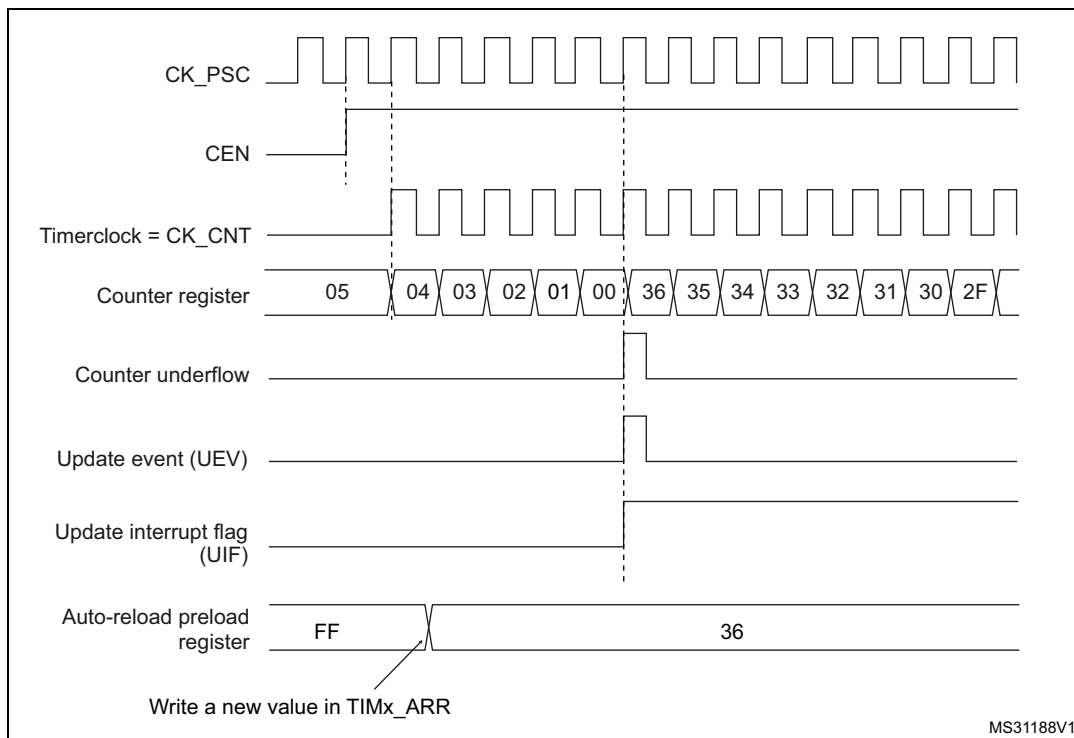 CK_PSC
CEN
Timerclock = CK_CNT
Counter register 05 04 03 02 01 00 36 35 34 33 32 31 30 2F
Counter underflow
Update event (UEV)
Update interrupt flag
(UIF)
Auto-reload preload
register
FF 36
Write a new value in TIMx_ARR
MS31188V1